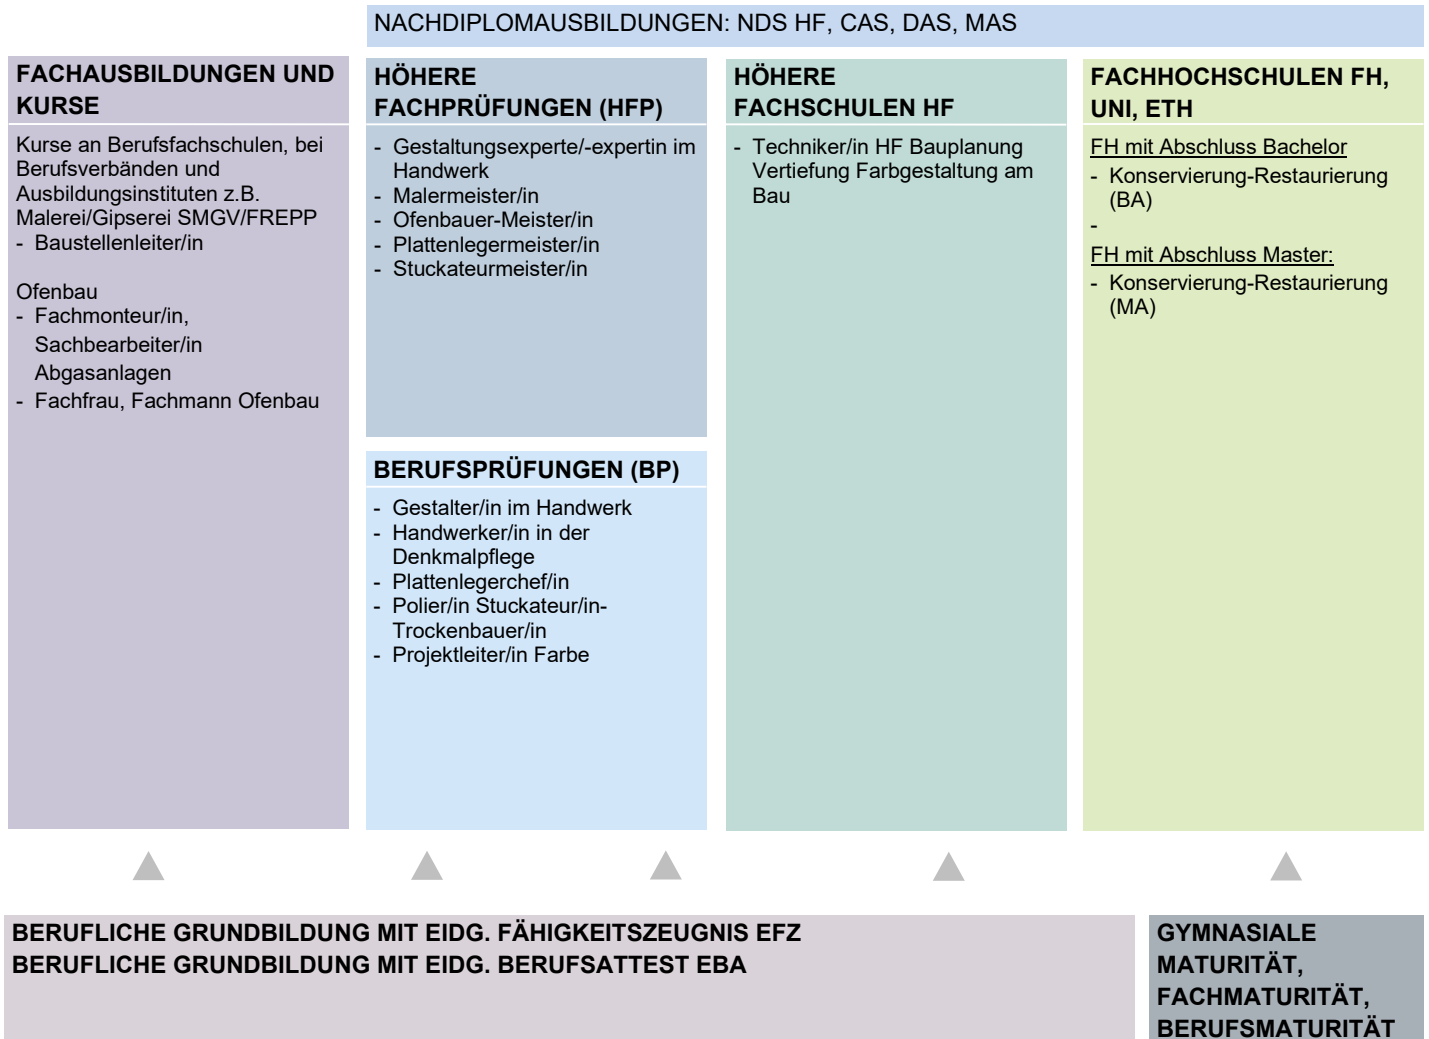 NACHDIPLOMAUSBILDUNGEN: NDS HF, CAS, DAS, MAS
FACHAUSBILDUNGEN UND
KURSE
Kurse an Berufsfachschulen, bei
Berufsverbänden und
Ausbildungsinstituten z.B.
Malerei/Gipserei SMGV/FREPP
- Baustellenleiter/in
Ofenbau
- Fachmonteur/in,
Sachbearbeiter/in
Abgasanlagen
- Fachfrau, Fachmann Ofenbau
HÖHERE
FACHPRÜFUNGEN (HFP)
- Gestaltungsexperte/-expertin im
Handwerk
- Malermeister/in
- Ofenbauer-Meister/in
- Plattenlegermeister/in
- Stuckateurmeister/in
BERUFSPRÜFUNGEN (BP)
- Gestalter/in im Handwerk
- Handwerker/in in der
Denkmalpflege
- Plattenlegerchef/in
- Polier/in Stuckateur/in-
Trockenbauer/in
- Projektleiter/in Farbe
HÖHERE
FACHSCHULEN HF
- Techniker/in HF Bauplanung
Vertiefung Farbgestaltung am
Bau
FACHHOCHSCHULEN FH,
UNI, ETH
FH mit Abschluss Bachelor
- Konservierung-Restaurierung
(BA)
-
FH mit Abschluss Master:
- Konservierung-Restaurierung
(MA)
BERUFLICHE GRUNDBILDUNG MIT EIDG. FÄHIGKEITSZEUGNIS EFZ
BERUFLICHE GRUNDBILDUNG MIT EIDG. BERUFSATTEST EBA
GYMNASIALE
MATURITÄT,
FACHMATURITÄT,
BERUFSMATURITÄT